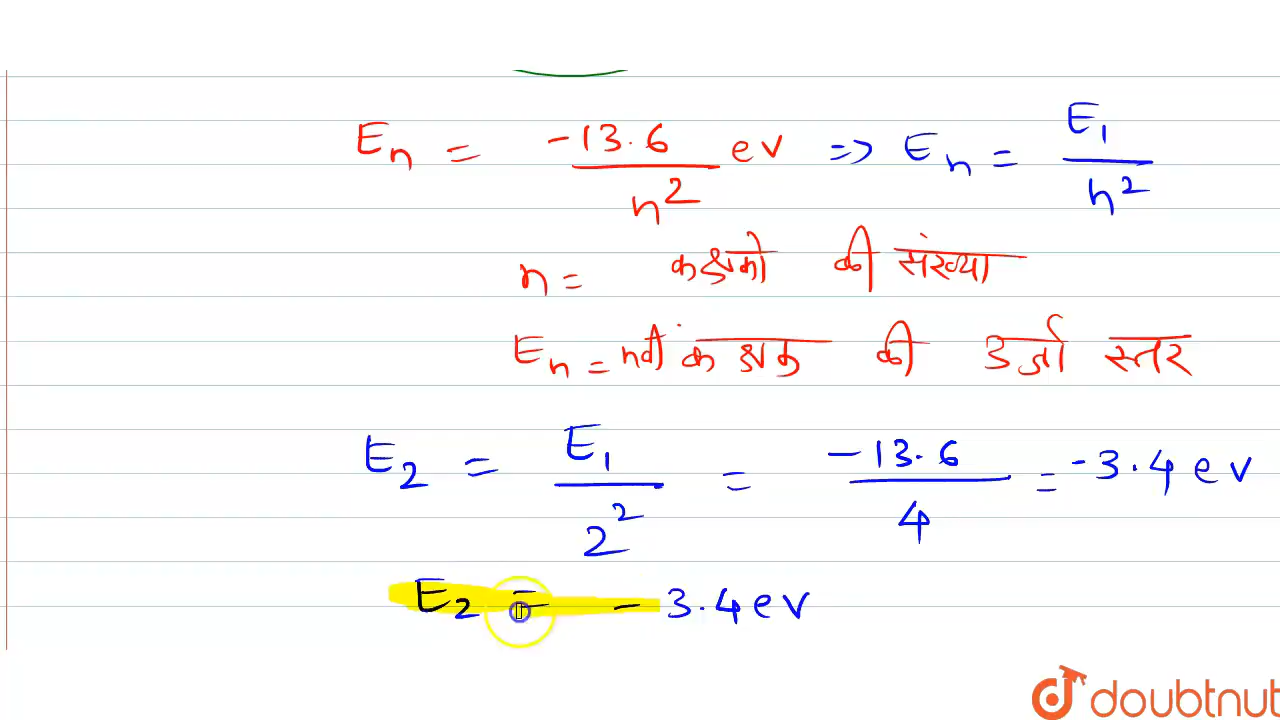 En = -13.6/n² ev => En = E1/n²
n = कक्षको की संख्या
En = nवी कक्षक की उर्जा स्तर
E2 = E1/2² = -13.6/4 = -3.4 ev
E2 = - 3.4 ev
doubtnut